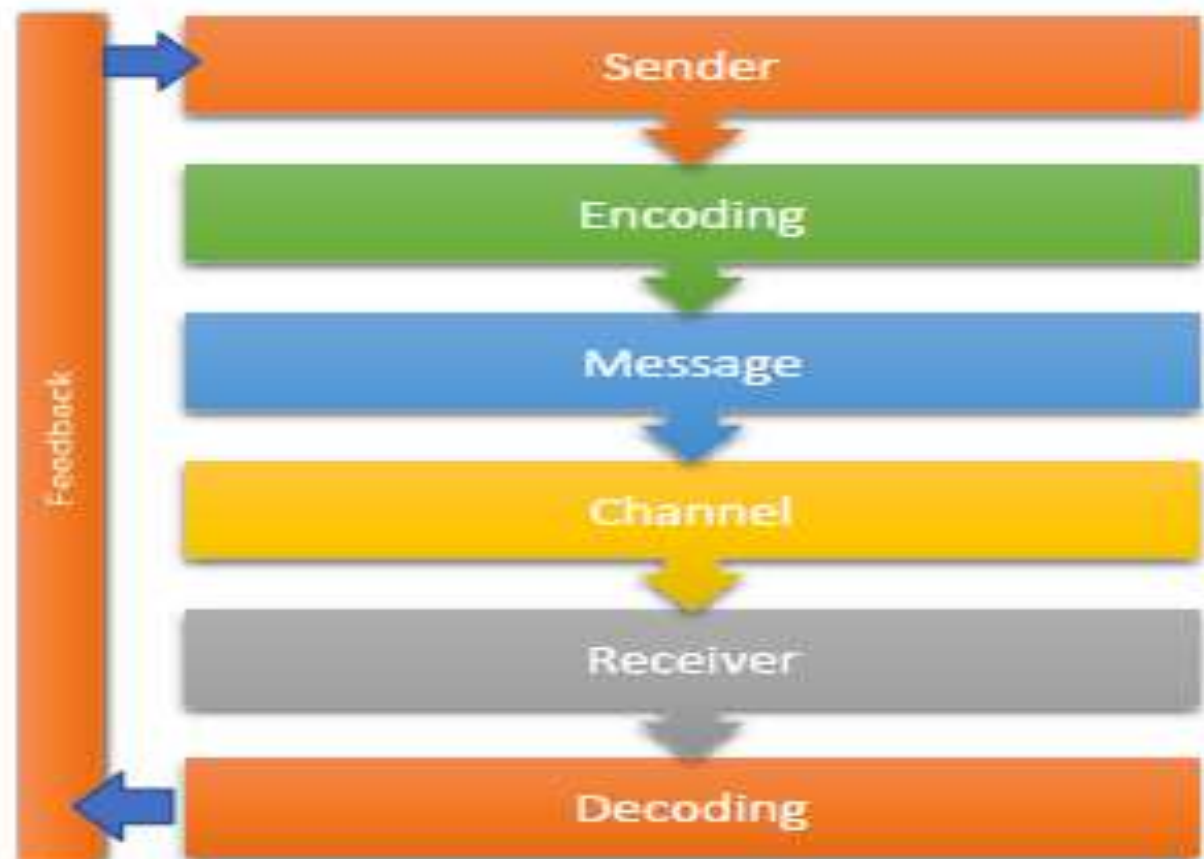 Sender
Encoding
Message
Channel
Receiver
Decoding
Feedback